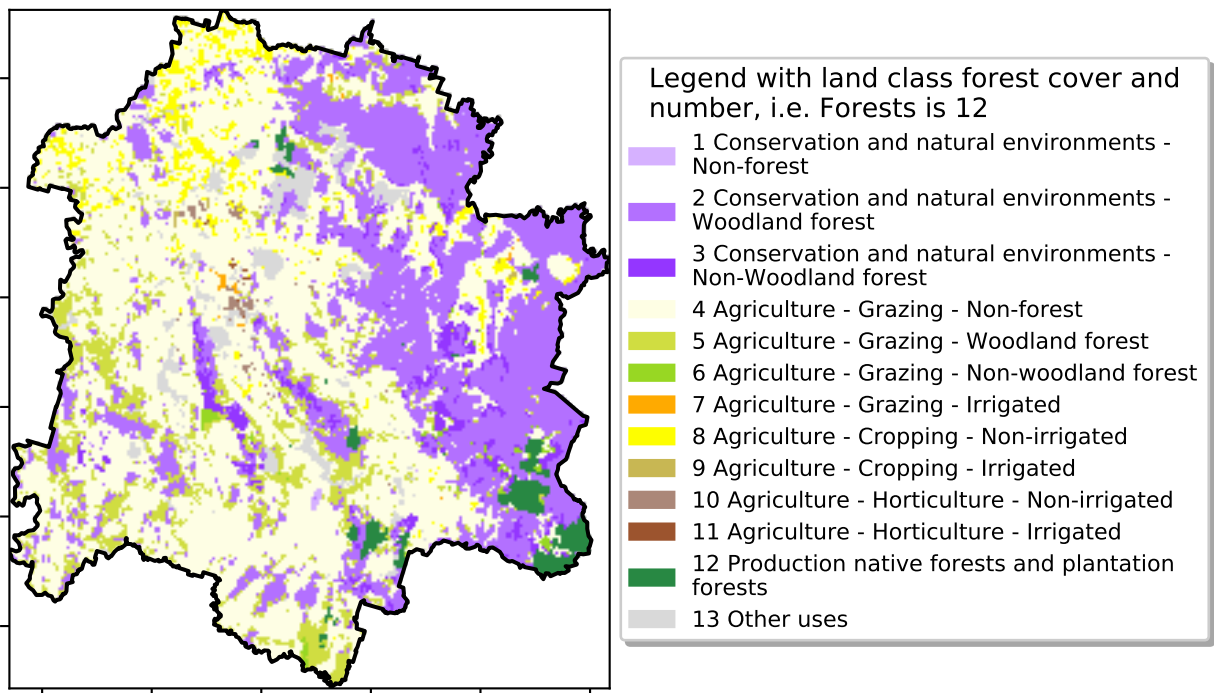 Legend with land class forest cover and
number, i.e. Forests is 12
1 Conservation and natural environments -
Non-forest
2 Conservation and natural environments -
Woodland forest
3 Conservation and natural environments -
Non-Woodland forest
4 Agriculture - Grazing - Non-forest
5 Agriculture - Grazing - Woodland forest
6 Agriculture - Grazing - Non-woodland forest
7 Agriculture - Grazing - Irrigated
8 Agriculture - Cropping - Non-irrigated
9 Agriculture - Cropping - Irrigated
10 Agriculture - Horticulture - Non-irrigated
11 Agriculture - Horticulture - Irrigated
12 Production native forests and plantation
forests
13 Other uses